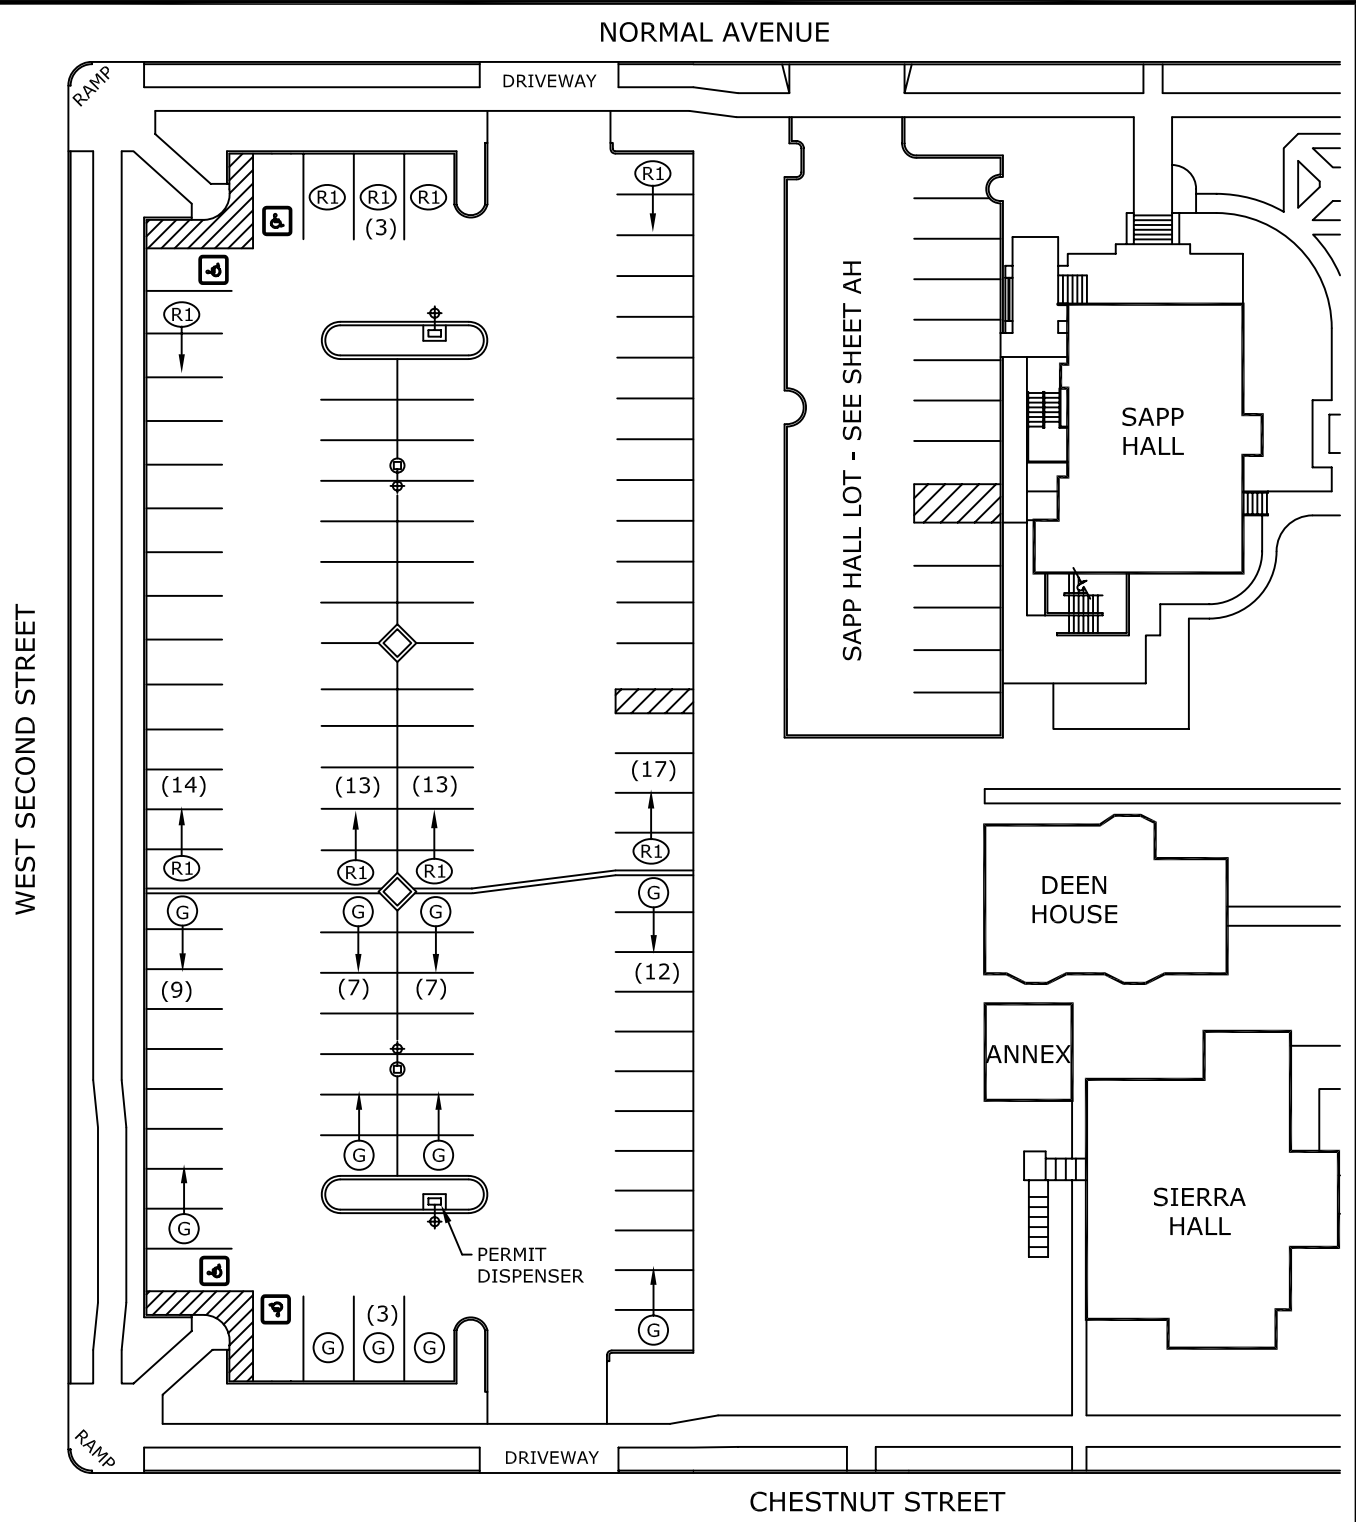 NORMAL AVENUE
RAMP
DRIVEWAY
R1
R1
R1
(3)
R1
R1
SAPP HALL LOT - SEE SHEET AH
SAPP
HALL
WEST SECOND STREET
(14)
(13)
(13)
(17)
R1
R1
R1
R1
G
G
G
G
(9)
(7)
(7)
(12)
DEEN
HOUSE
ANNEX
G
G
G
SIERRA
HALL
PERMIT
DISPENSER
(3)
G
G
G
G
RAMP
DRIVEWAY
CHESTNUT STREET